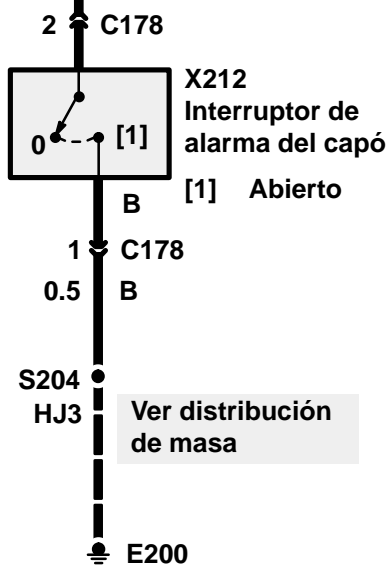 2 C178
X212
Interruptor de
alarma del capó
0 [1]
[1] Abierto
B
1 C178
0.5 B
S204
HJ3
Ver distribución
de masa
E200